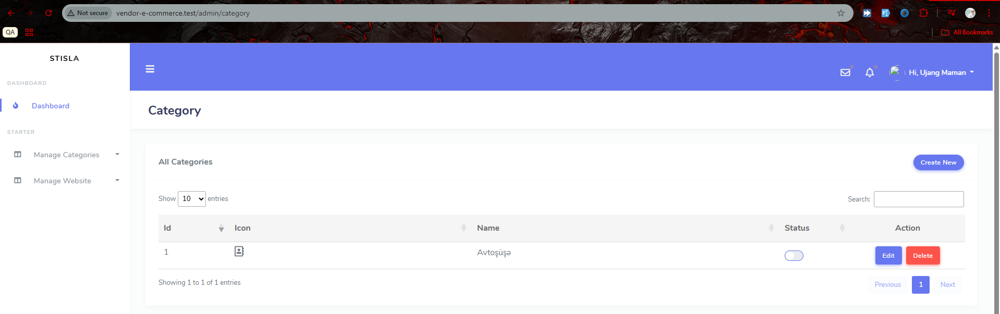 Not secure vendor-e-commerce.test/admin/category
QA
All Bookmarks
STISLA
Hi, Ujang Maman
DASHBOARD
Dashboard
Category
STARTER
Manage Categories
Manage Website
All Categories
Create New
Show 10 entries
Search:
Id Icon Name Status Action
1 Avtoşüşə Edit Delete
Showing 1 to 1 of 1 entries
Previous 1 Next